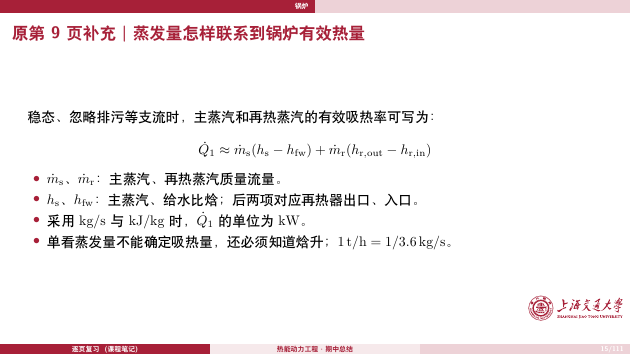 锅炉
原第 9 页补充 | 蒸发量怎样联系到锅炉有效热量
稳态、忽略排污等支流时，主蒸汽和再热蒸汽的有效吸热率可写为：
Q̇₁ ≈ ṁₛ(hₛ − h_fw) + ṁᵣ(h_r,out − h_r,in)
• ṁₛ、ṁᵣ：主蒸汽、再热蒸汽质量流量。
• hₛ、h_fw：主蒸汽、给水比焓；后两项对应再热器出口、入口。
• 采用 kg/s 与 kJ/kg 时，Q̇₁ 的单位为 kW。
• 单看蒸发量不能确定吸热量，还必须知道焓升；1 t/h = 1/3.6 kg/s。
上海交通大学
SHANGHAI JIAO TONG UNIVERSITY
逐页复习（课程笔记）
热能动力工程 · 期中总结
15/111